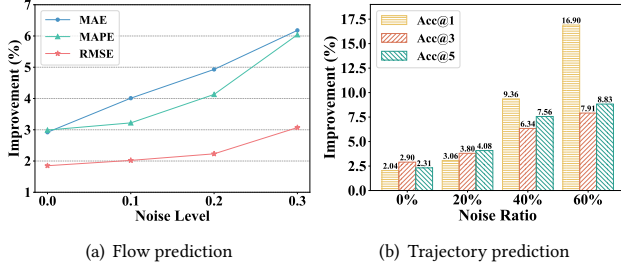 7
6
5
4
3
2
1
Improvement (%)
MAE
MAPE
RMSE
0.0 0.1 0.2 0.3
Noise Level
(a) Flow prediction
17.5
15.0
12.5
10.0
7.5
5.0
2.5
0.0
Improvement (%)
Acc@1
Acc@3
Acc@5
2.04 2.90 2.31
3.06 3.80 4.08
9.36 6.34 7.56
16.90 7.91 8.83
0% 20% 40% 60%
Noise Ratio
(b) Trajectory prediction